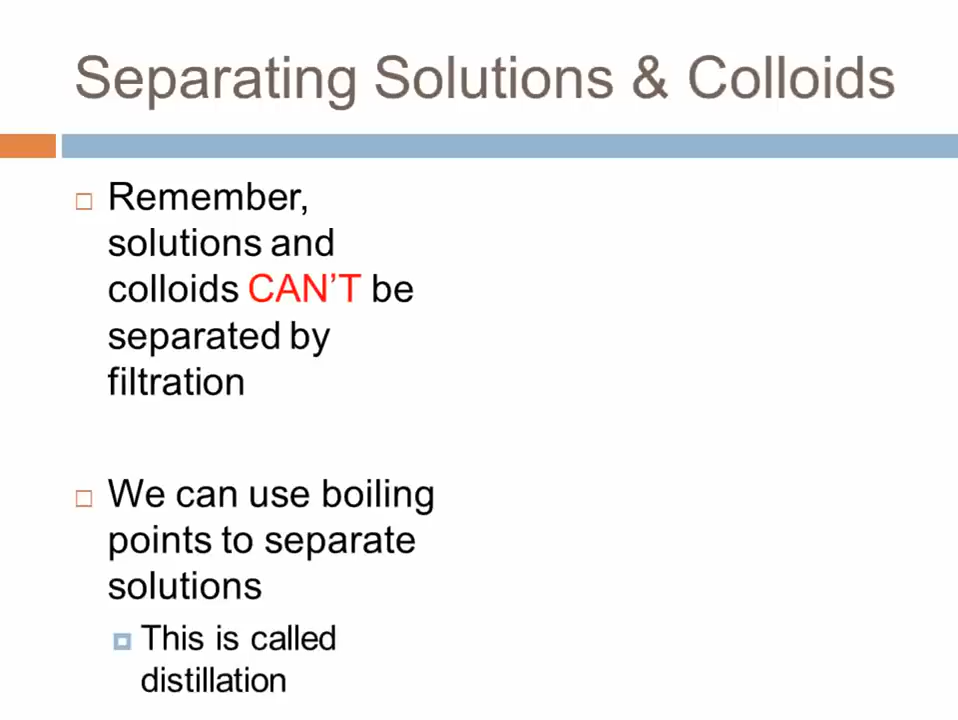 Separating Solutions & Colloids
Remember,
solutions and
colloids CAN’T be
separated by
filtration
We can use boiling
points to separate
solutions
This is called
distillation